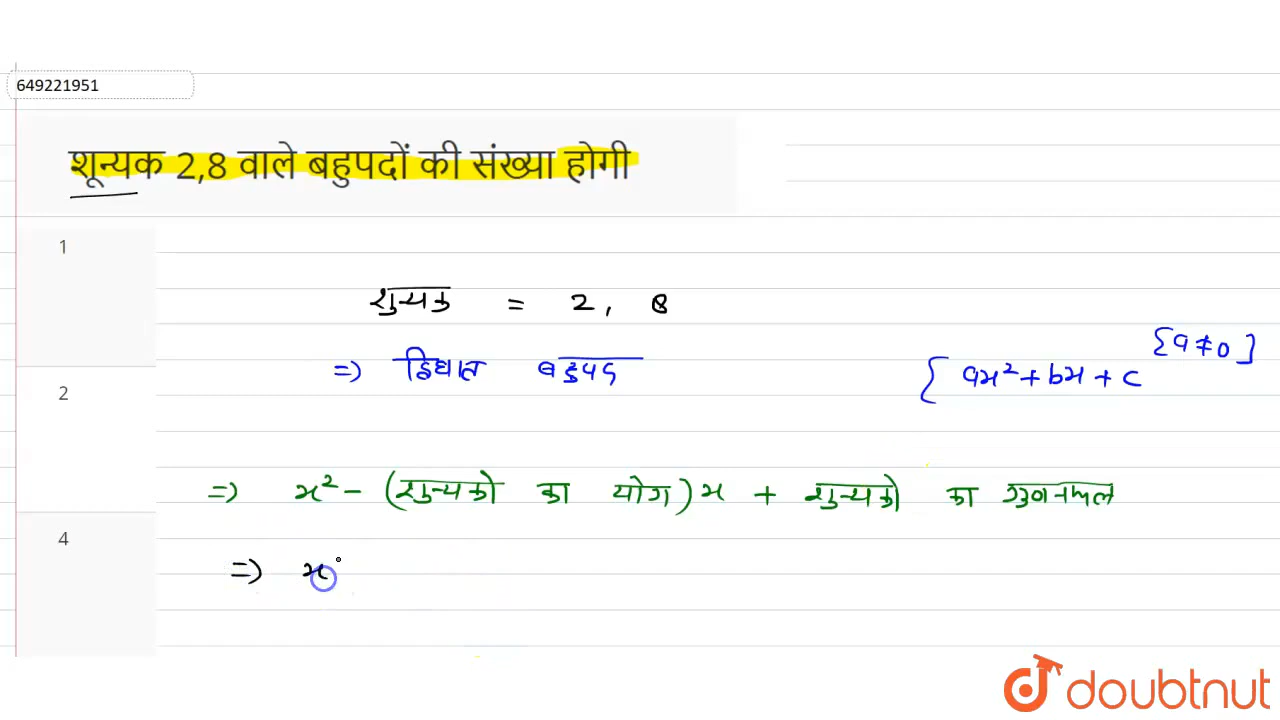 649221951
शून्यक 2,8 वाले बहुपदों की संख्या होगी
1
शुन्यक = 2, 8
{a ≠ 0}
=> द्विघात बहुपद { ax² + bx + c
2
=> x² - (शुन्यको का योग)x + शुन्यको का गुणनफल
4
=> x
doubtnut